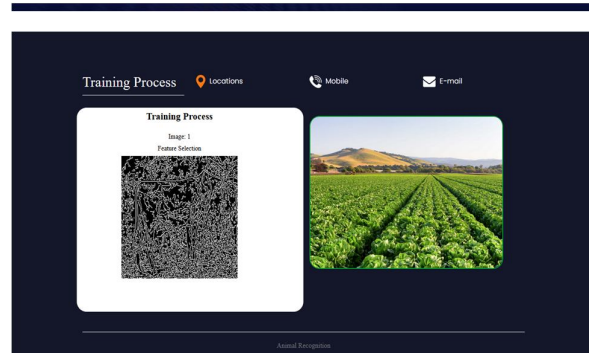 Training Process
Locations
Mobile
E-mail
Training Process
Image: 1
Feature Selection
Animal Recognition